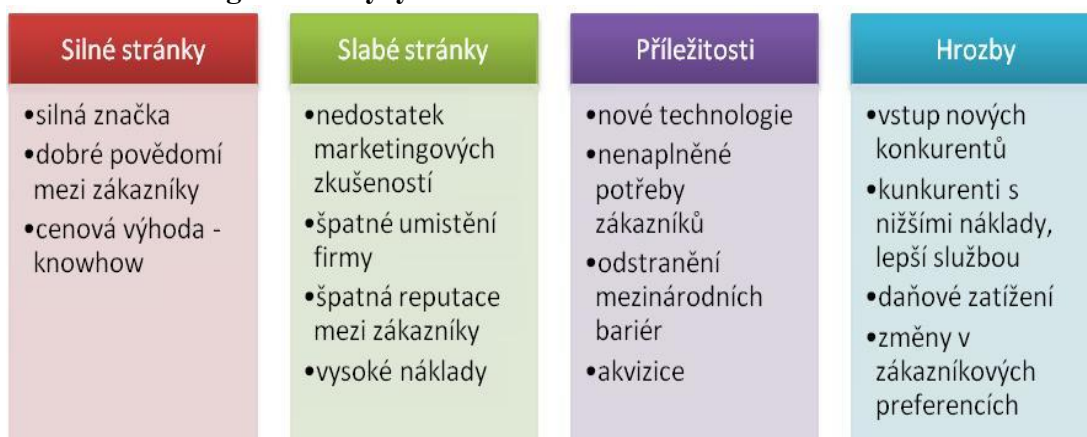 Silné stránky
•silná značka
•dobré povědomí
mezi zákazníky
•cenová výhoda -
knowhow
Slabé stránky
•nedostatek
marketingových
zkušeností
•špatné umistění
firmy
•špatná reputace
mezi zákazníky
•vysoké náklady
Příležitosti
•nové technologie
•nenaplněné
potřeby
zákazníků
•odstranění
mezinárodních
bariér
•akvizice
Hrozby
•vstup nových
konkurentů
•kunkurenti s
nižšími náklady,
lepší službou
•daňové zatížení
•změny v
zákazníkových
preferencích